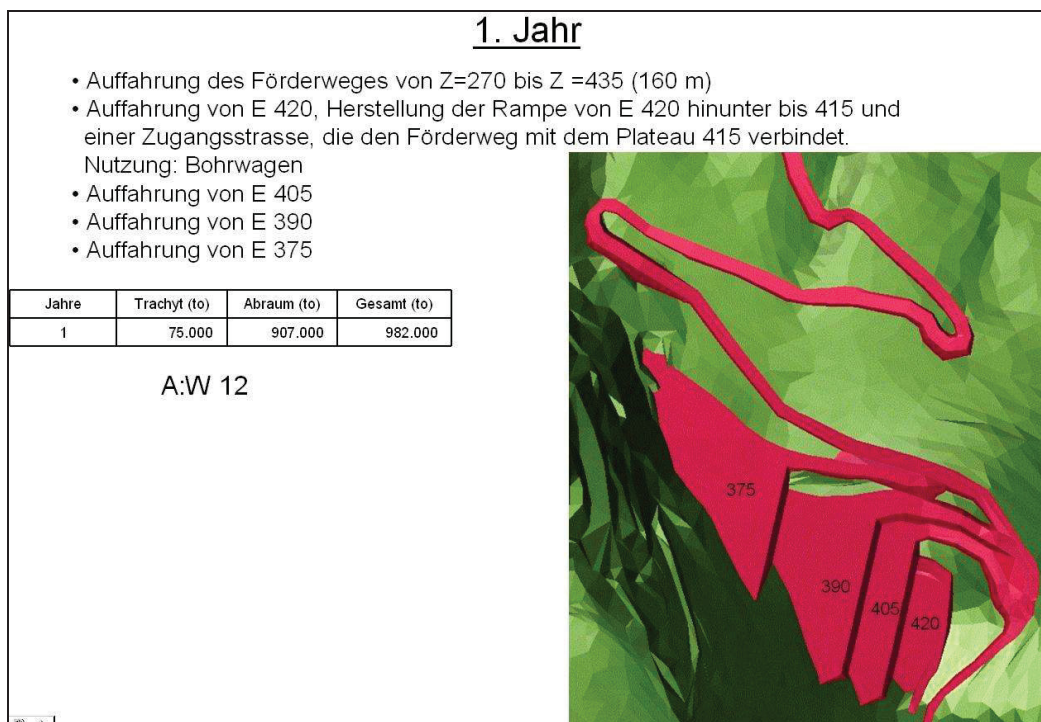 1. Jahr
• Auffahrung des Förderweges von Z=270 bis Z =435 (160 m)
• Auffahrung von E 420, Herstellung der Rampe von E 420 hinunter bis 415 und
einer Zugangsstrasse, die den Förderweg mit dem Plateau 415 verbindet.
Nutzung: Bohrwagen
• Auffahrung von E 405
• Auffahrung von E 390
• Auffahrung von E 375
Jahre Trachyt (to) Abraum (to) Gesamt (to)
1 75.000 907.000 982.000
A:W 12
375
390
405
420